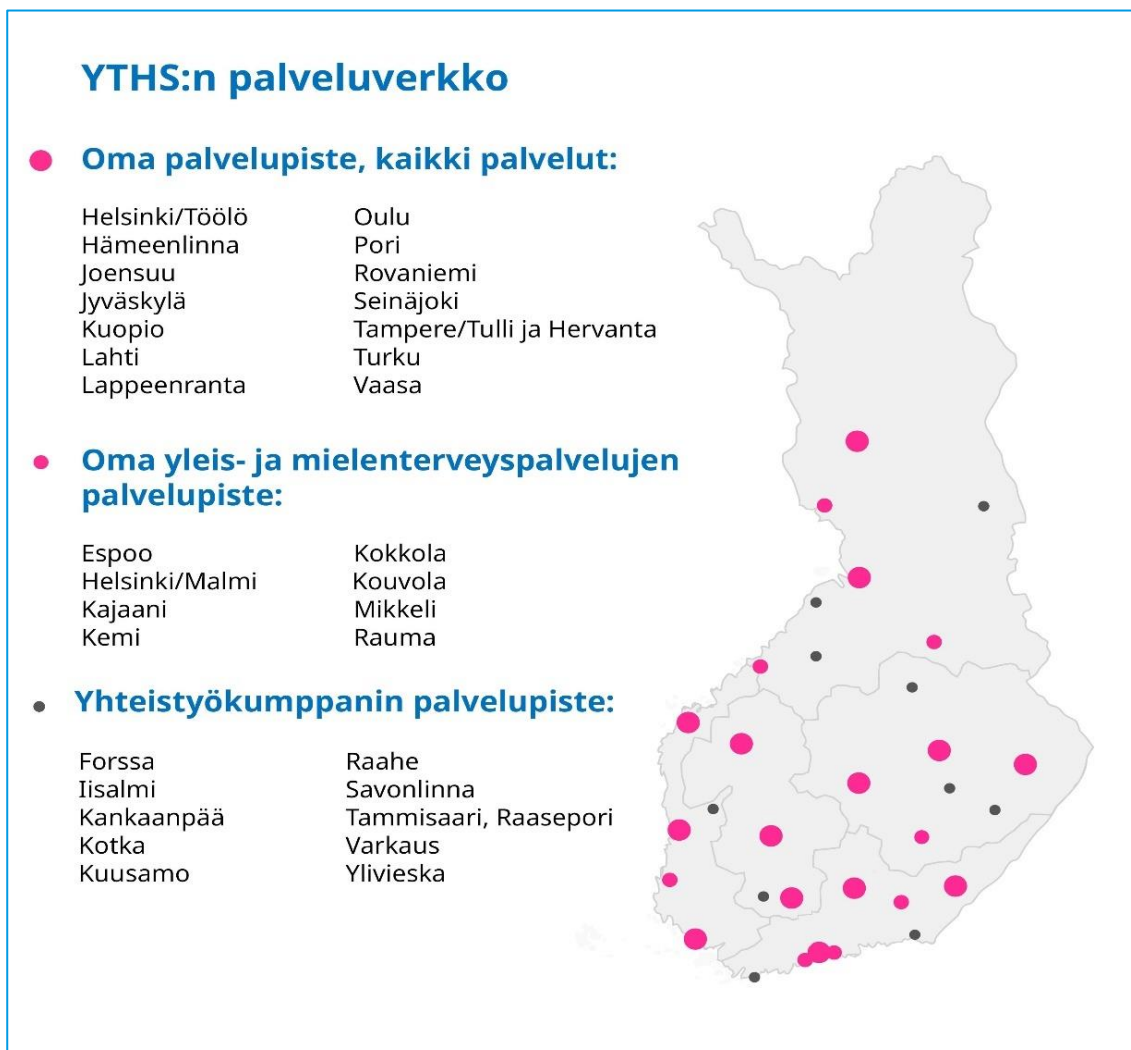 YTHS:n palveluverkko
Oma palvelupiste, kaikki palvelut:
Helsinki/Töölö
Hämeenlinna
Joensuu
Jyväskylä
Kuopio
Lahti
Lappeenranta
Oulu
Pori
Rovaniemi
Seinäjoki
Tampere/Tulli ja Hervanta
Turku
Vaasa
Oma yleis- ja mielenterveyspalvelujen
palvelupiste:
Espoo
Helsinki/Malmi
Kajaani
Kemi
Kokkola
Kouvola
Mikkeli
Rauma
Yhteistyökumppanin palvelupiste:
Forssa
Iisalmi
Kankaanpää
Kotka
Kuusamo
Raahe
Savonlinna
Tammisaari, Raasepori
Varkaus
Ylivieska